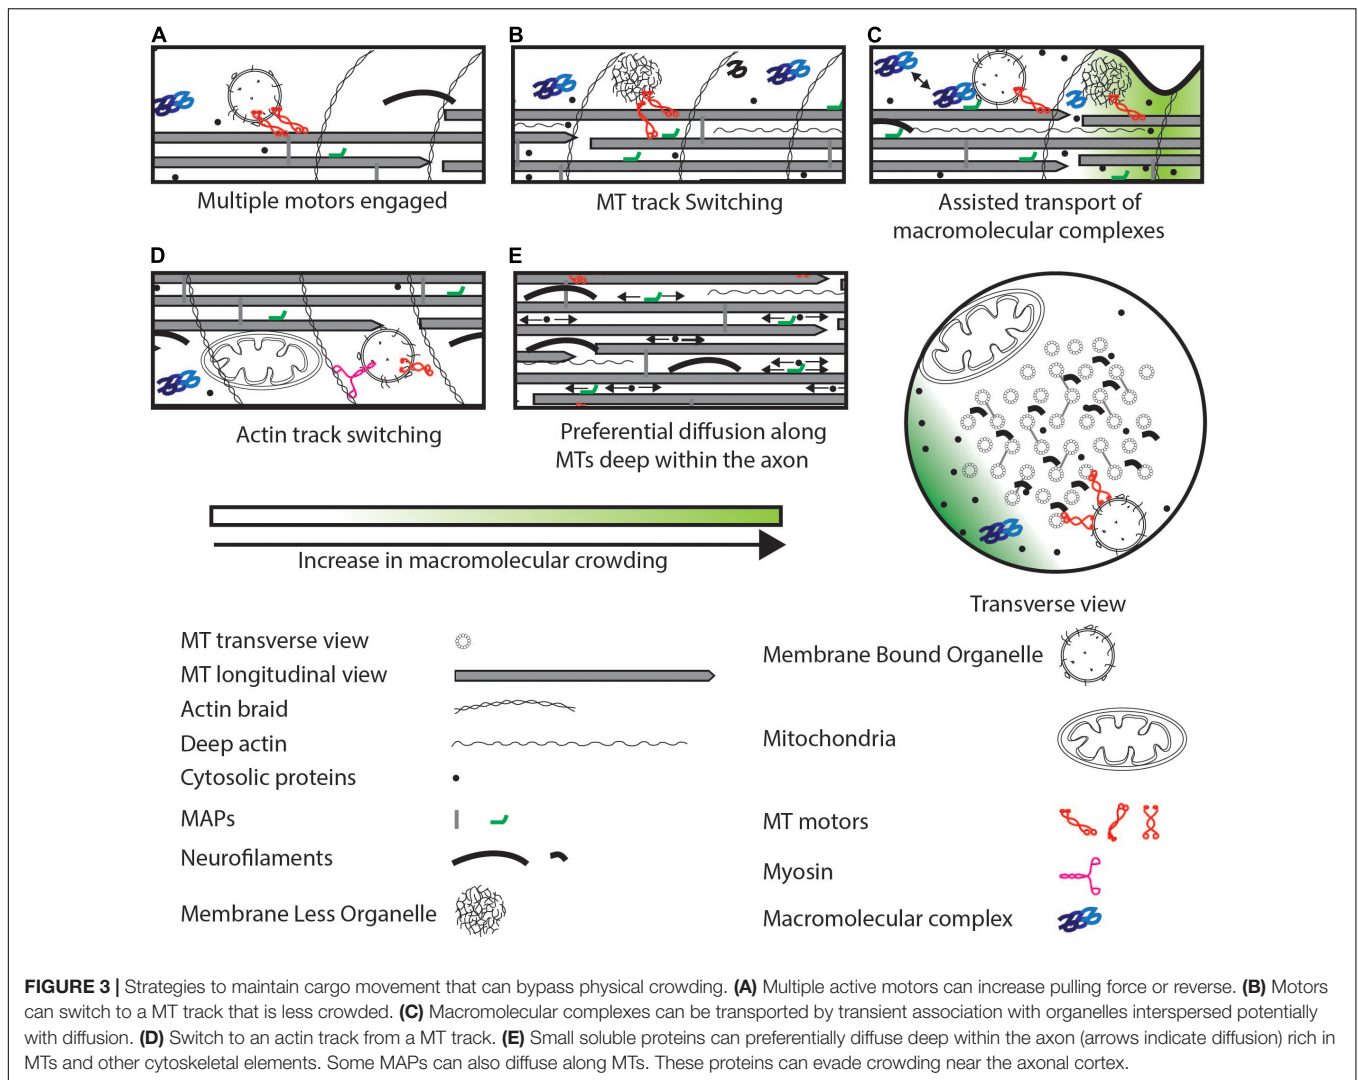 A
B
C
Multiple motors engaged
MT track Switching
Assisted transport of
macromolecular complexes
D
E
Actin track switching
Preferential diffusion along
MTs deep within the axon
Increase in macromolecular crowding
Transverse view
MT transverse view
MT longitudinal view
Actin braid
Deep actin
Cytosolic proteins
MAPs
Neurofilaments
Membrane Less Organelle
Membrane Bound Organelle
Mitochondria
MT motors
Myosin
Macromolecular complex
FIGURE 3 | Strategies to maintain cargo movement that can bypass physical crowding. (A) Multiple active motors can increase pulling force or reverse. (B) Motors
can switch to a MT track that is less crowded. (C) Macromolecular complexes can be transported by transient association with organelles interspersed potentially
with diffusion. (D) Switch to an actin track from a MT track. (E) Small soluble proteins can preferentially diffuse deep within the axon (arrows indicate diffusion) rich in
MTs and other cytoskeletal elements. Some MAPs can also diffuse along MTs. These proteins can evade crowding near the axonal cortex.